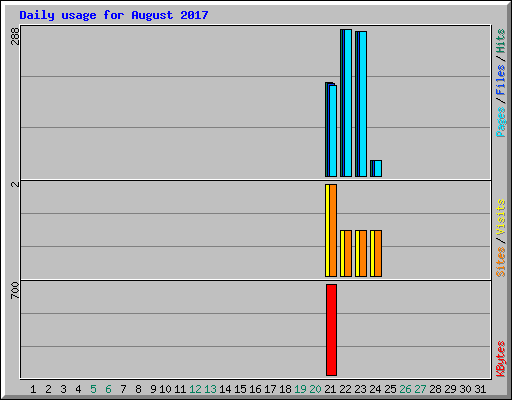 Daily usage for August 2017
288
2
700
Pages / Files / Hits
Sites / Visits
KBytes
1 2 3 4 5 6 7 8 9 10 11 12 13 14 15 16 17 18 19 20 21 22 23 24 25 26 27 28 29 30 31